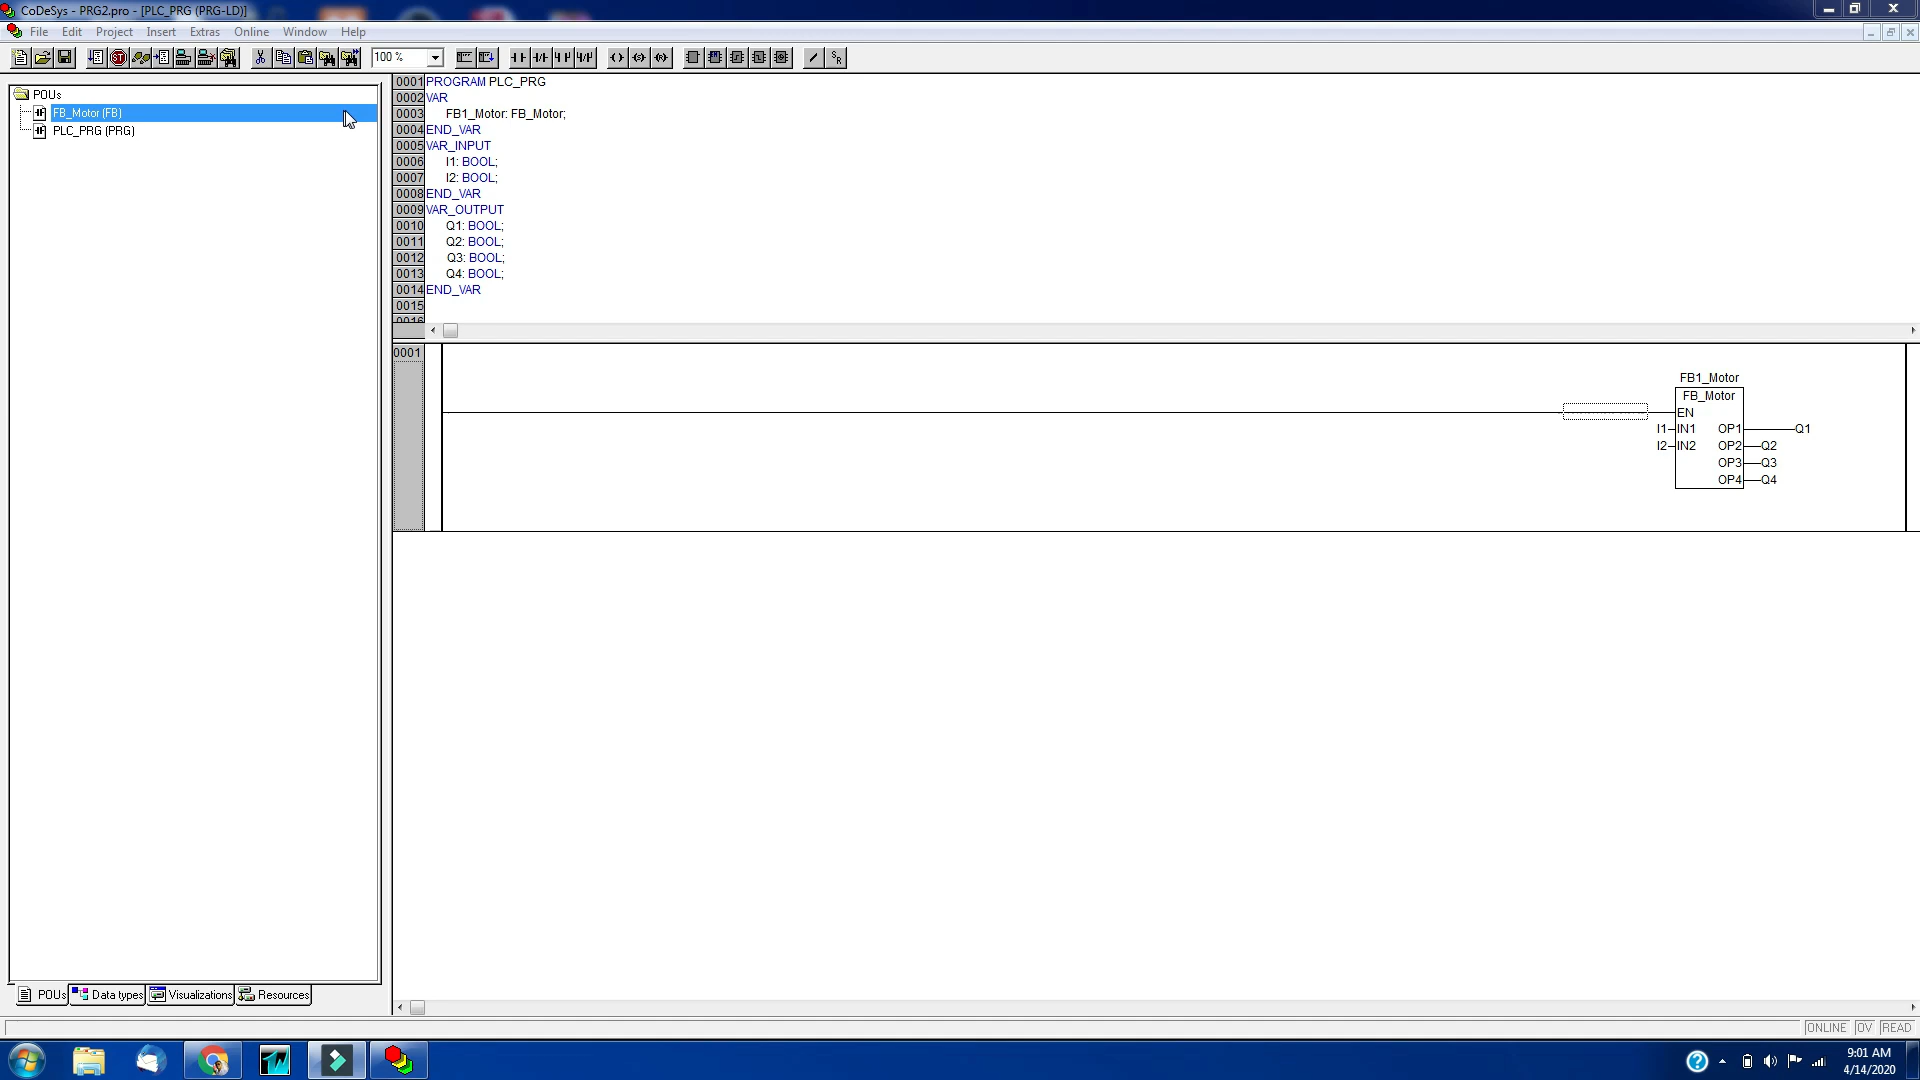 CoDeSys - PRG2.pro - [PLC_PRG (PRG-LD)]
File Edit Project Insert Extras Online Window Help
100 %
POUs
FB_Motor (FB)
PLC_PRG (PRG)
0001 PROGRAM PLC_PRG
0002 VAR
0003 FB1_Motor: FB_Motor;
0004 END_VAR
0005 VAR_INPUT
0006 I1: BOOL;
0007 I2: BOOL;
0008 END_VAR
0009 VAR_OUTPUT
0010 Q1: BOOL;
0011 Q2: BOOL;
0012 Q3: BOOL;
0013 Q4: BOOL;
0014 END_VAR
0015
0016
0001
FB1_Motor
FB_Motor
EN
I1 IN1 OP1 Q1
I2 IN2 OP2 Q2
OP3 Q3
OP4 Q4
POUs Data types Visualizations Resources
ONLINE OV READ
9:01 AM
4/14/2020